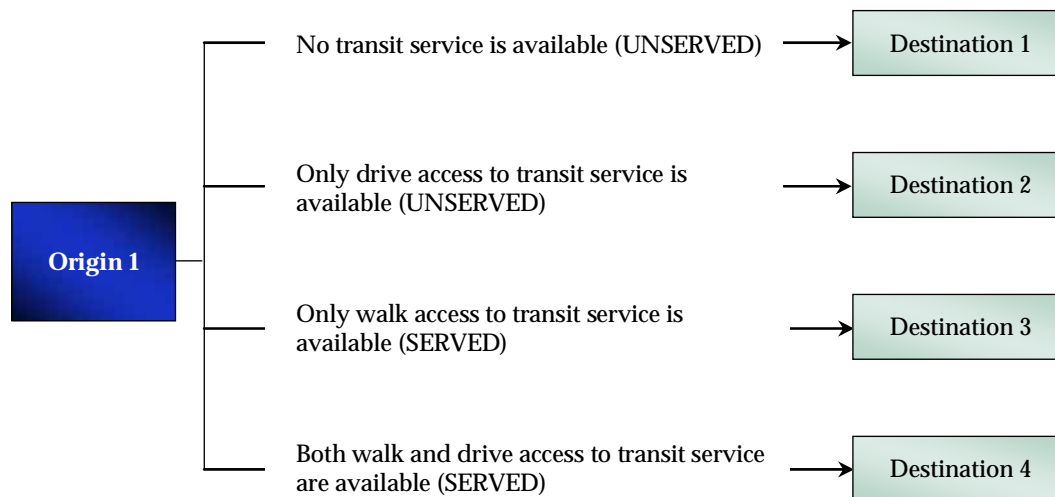 No transit service is available (UNSERVED)
Destination 1
Only drive access to transit service is
available (UNSERVED)
Destination 2
Origin 1
Only walk access to transit service is
available (SERVED)
Destination 3
Both walk and drive access to transit service
are available (SERVED)
Destination 4